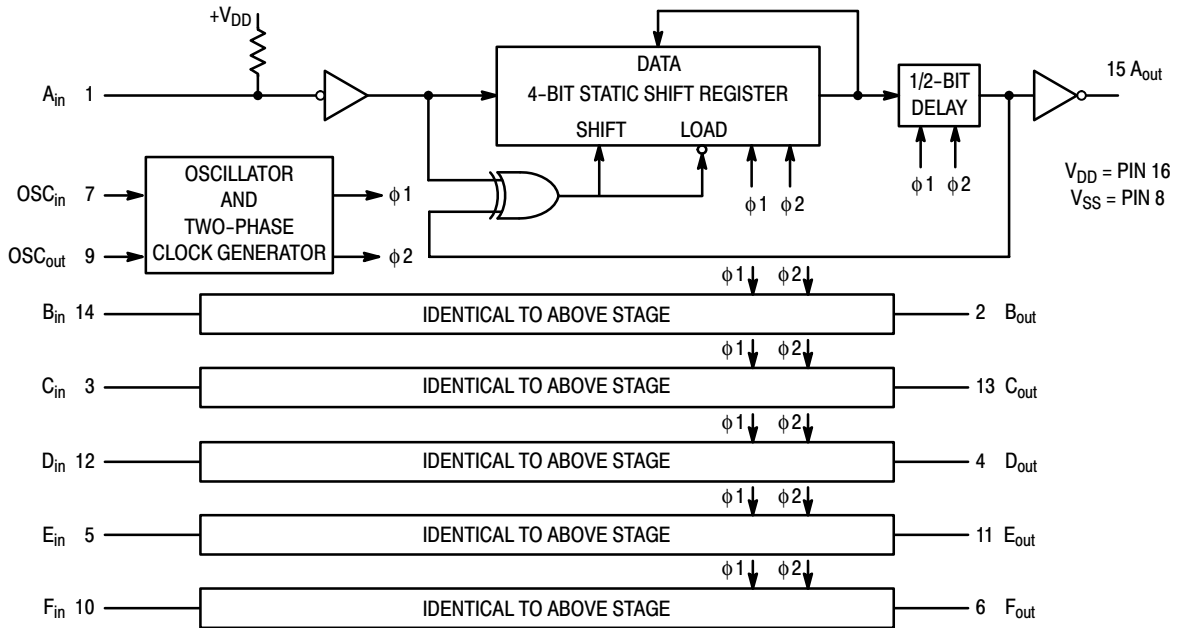 +VDD
Ain 1
DATA
4-BIT STATIC SHIFT REGISTER
SHIFT LOAD
ϕ1 ϕ2
1/2-BIT
DELAY
ϕ1 ϕ2
15 Aout
VDD = PIN 16
VSS = PIN 8
OSCin 7
OSCout 9
OSCILLATOR
AND
TWO-PHASE
CLOCK GENERATOR
ϕ1
ϕ2
ϕ1 ϕ2
Bin 14 IDENTICAL TO ABOVE STAGE 2 Bout
ϕ1 ϕ2
Cin 3 IDENTICAL TO ABOVE STAGE 13 Cout
ϕ1 ϕ2
Din 12 IDENTICAL TO ABOVE STAGE 4 Dout
ϕ1 ϕ2
Ein 5 IDENTICAL TO ABOVE STAGE 11 Eout
ϕ1 ϕ2
Fin 10 IDENTICAL TO ABOVE STAGE 6 Fout